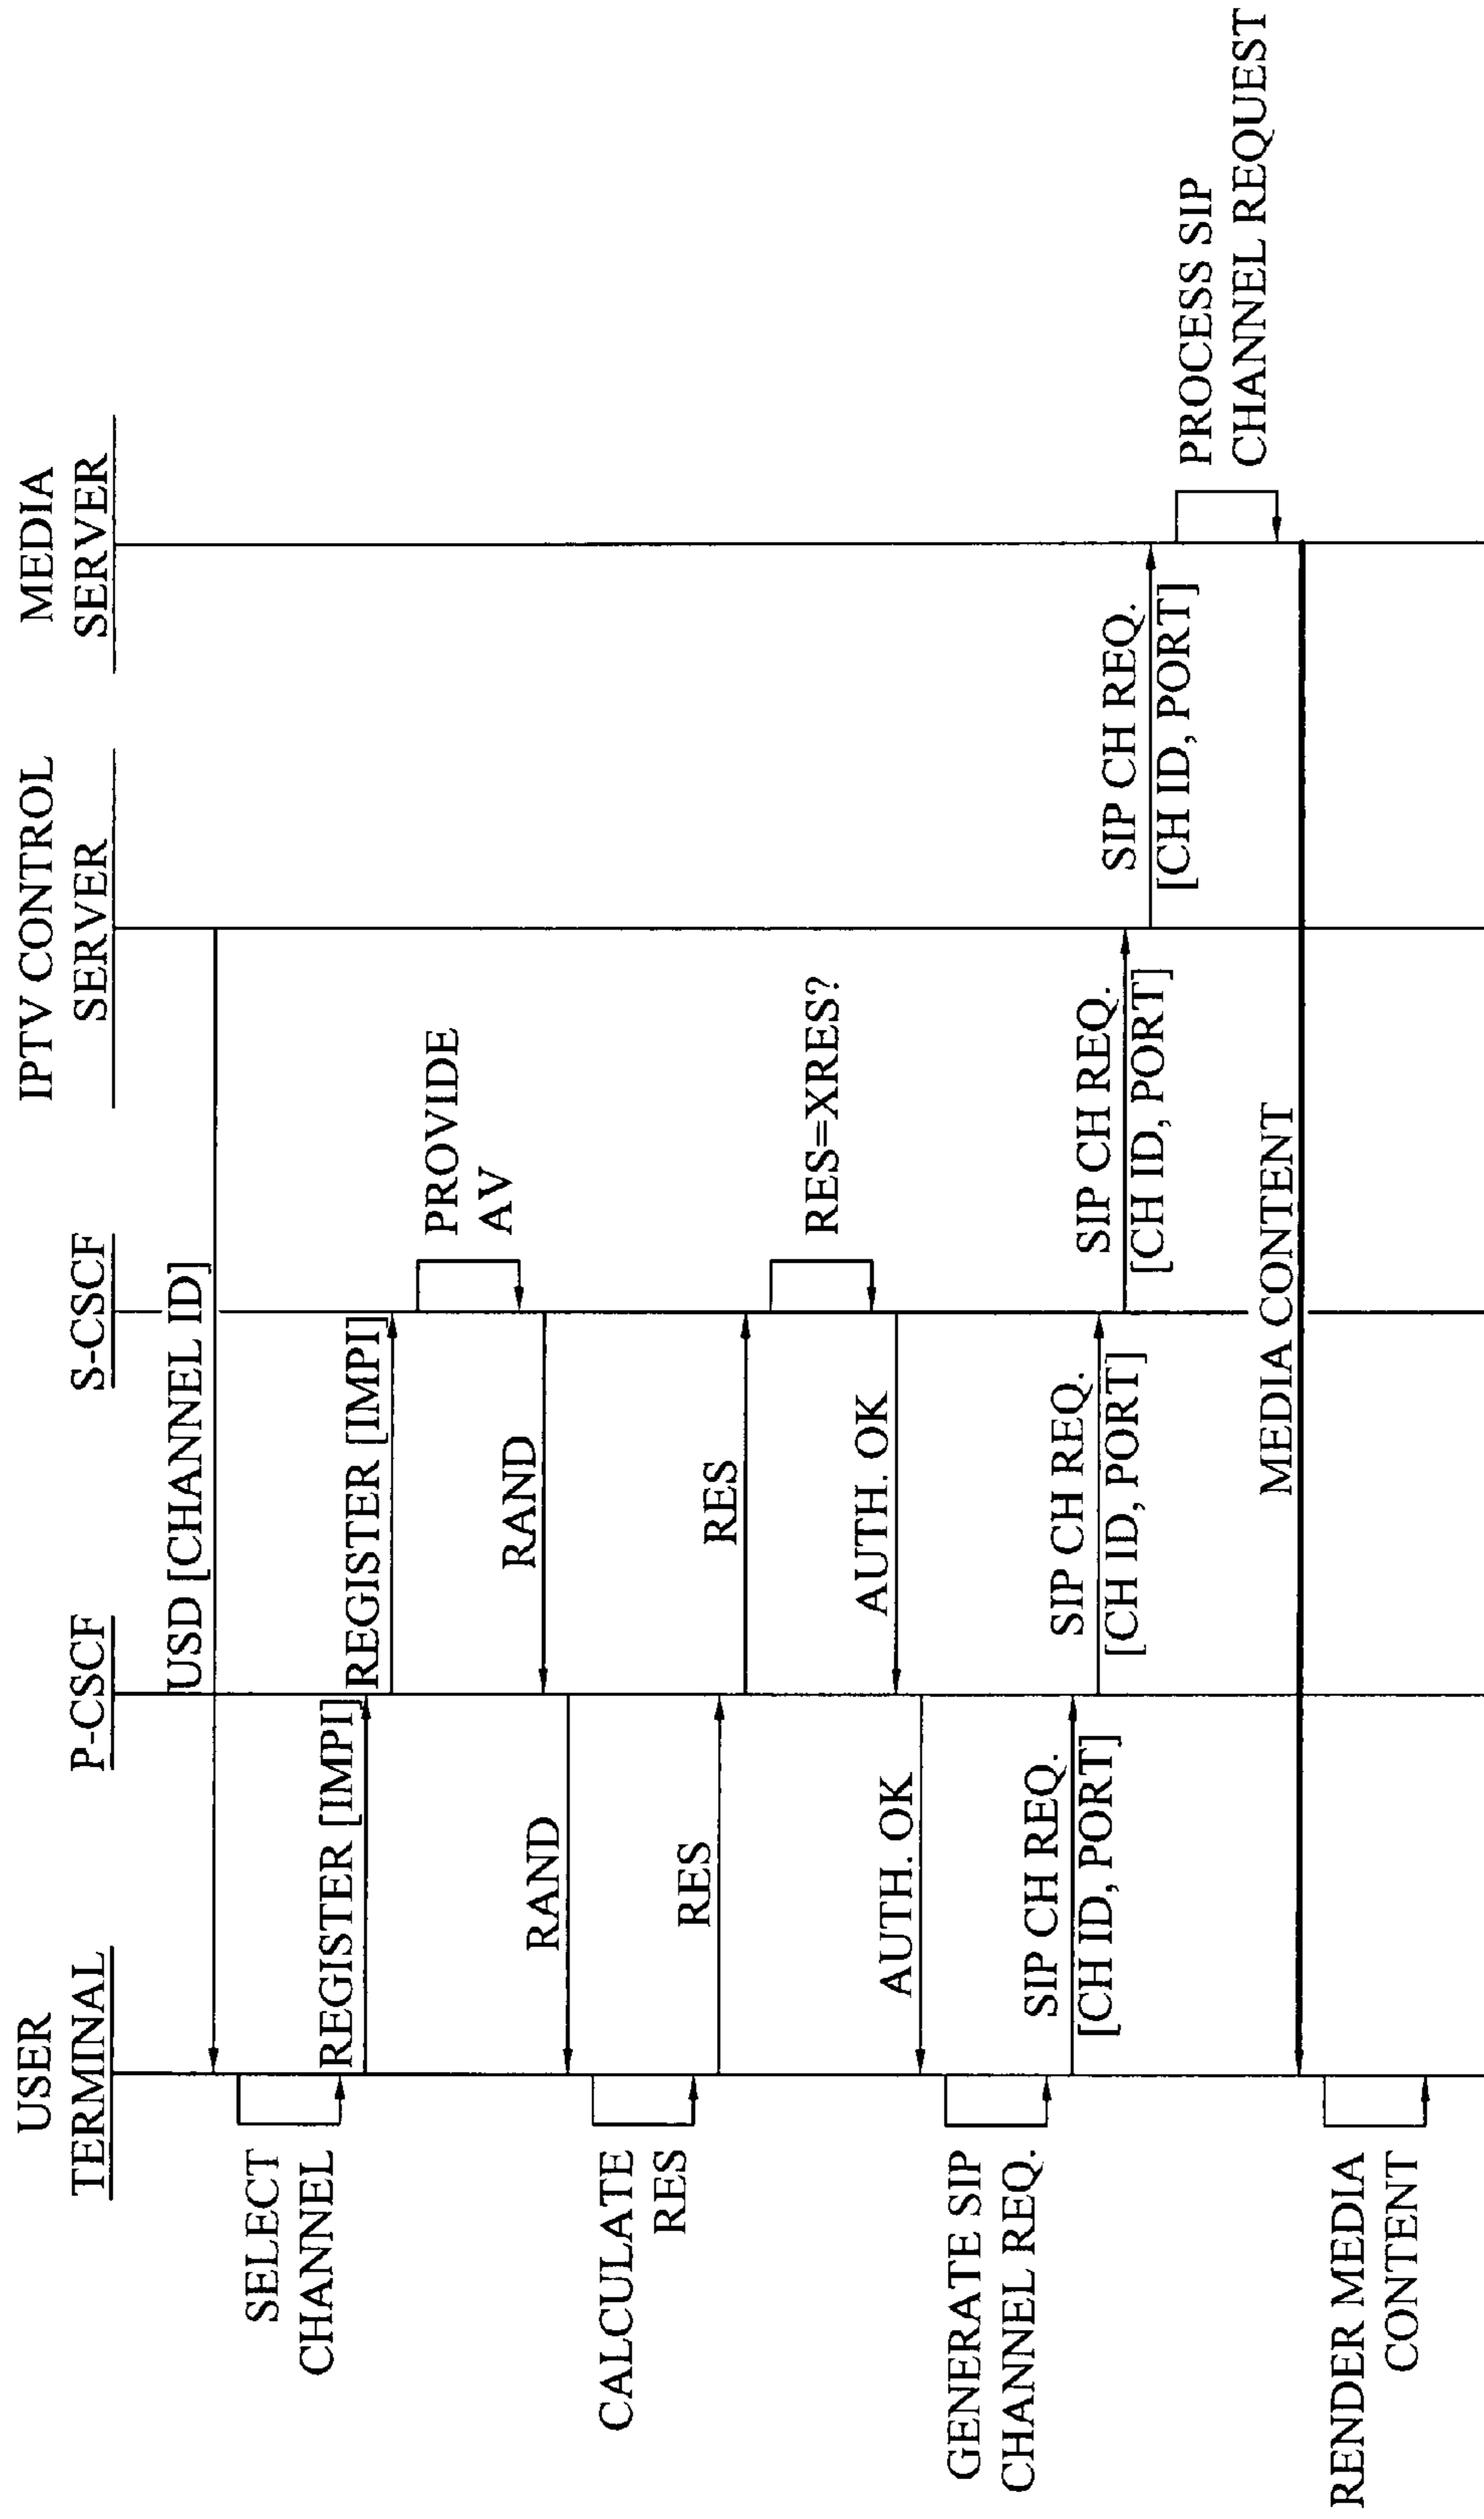 USER
TERMINAL
P-CSCF
S-CSCF
IPTV CONTROL
SERVER
MEDIA
SERVER
USD [CHANNEL ID]
SELECT
CHANNEL
REGISTER [IMPI]
REGISTER [IMPI]
PROVIDE
AV
RAND
RAND
CALCULATE
RES
RES
RES
RES=XRES?
AUTH. OK
AUTH. OK
GENERATE SIP
CHANNEL REQ.
SIP CH REQ.
[CH ID, PORT]
SIP CH REQ.
[CH ID, PORT]
SIP CH REQ.
[CH ID, PORT]
SIP CH REQ.
[CH ID, PORT]
PROCESS SIP
CHANNEL REQUEST
MEDIA CONTENT
RENDER MEDIA
CONTENT